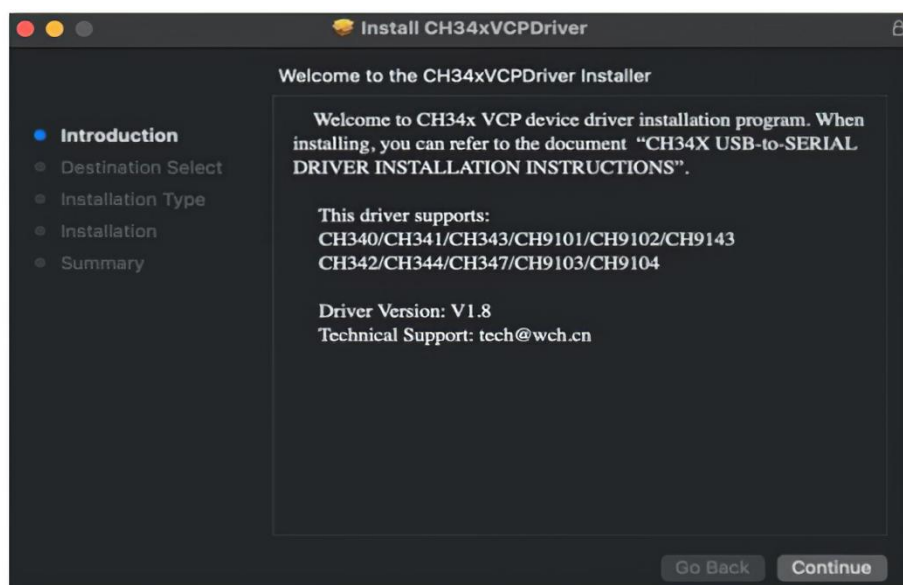 Install CH34xVCPDriver
Welcome to the CH34xVCPDriver Installer
Introduction
Destination Select
Installation Type
Installation
Summary
Welcome to CH34x VCP device driver installation program. When
installing, you can refer to the document “CH34X USB-to-SERIAL
DRIVER INSTALLATION INSTRUCTIONS”.
This driver supports:
CH340/CH341/CH343/CH9101/CH9102/CH9143
CH342/CH344/CH347/CH9103/CH9104
Driver Version: V1.8
Technical Support: tech@wch.cn
Go Back
Continue